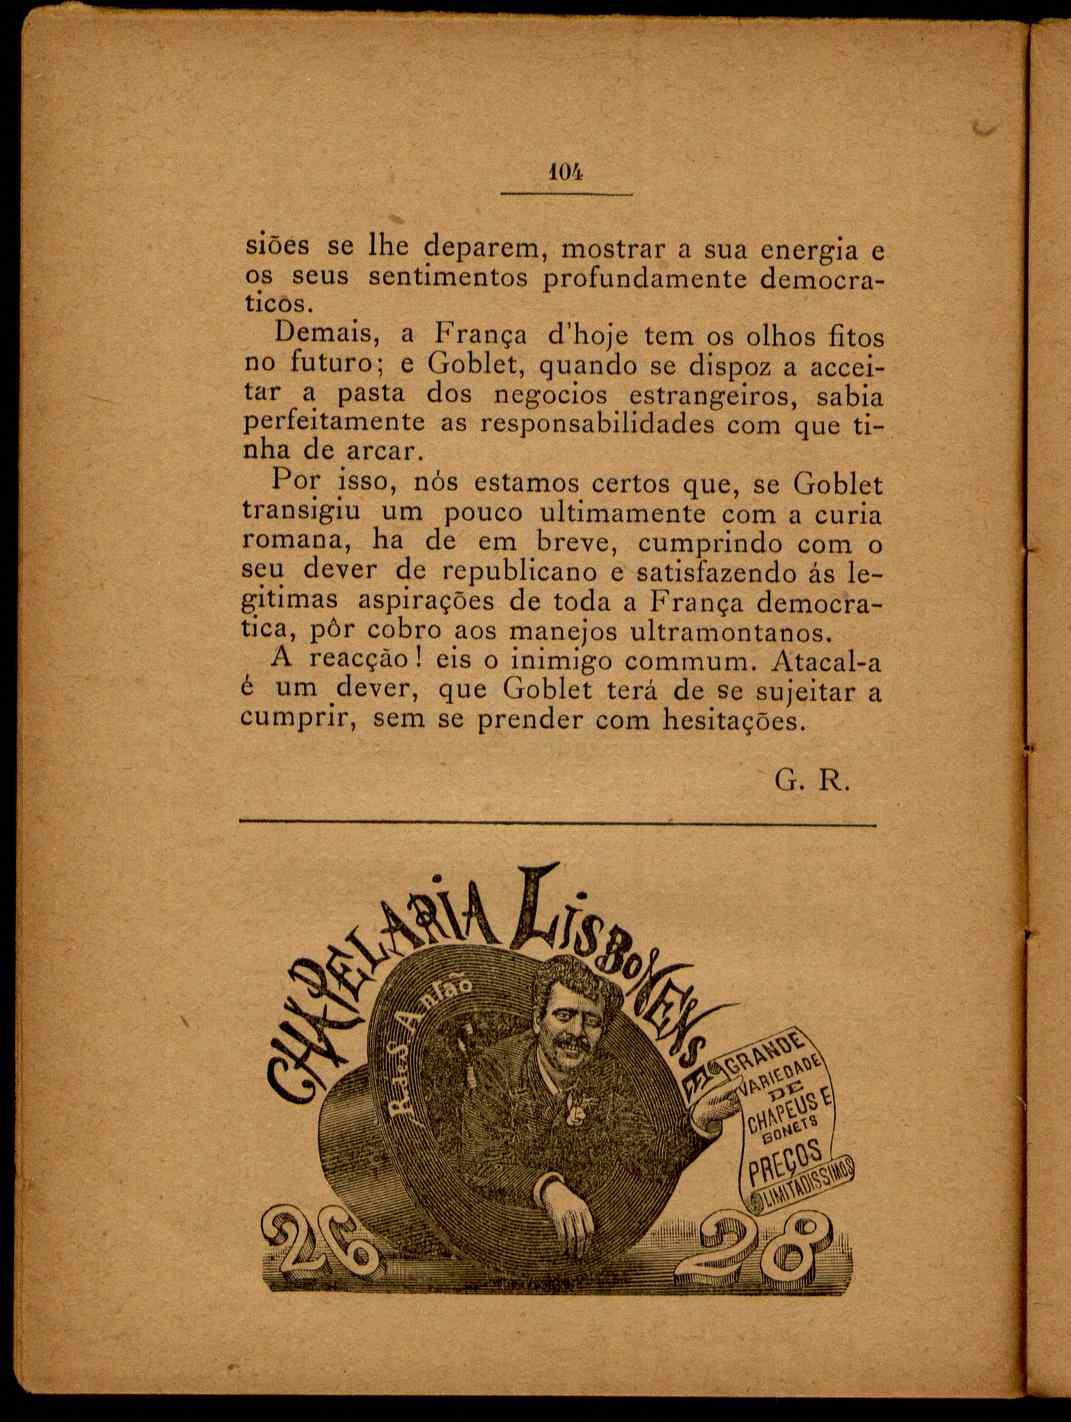 104
siões se lhe deparem, mostrar a sua energia e
os seus sentimentos profundamente democra-
ticos.
Demais, a França d'hoje tem os olhos fitos
no futuro; e Goblet, quando se dispoz a accei-
tar a pasta dos negocios estrangeiros, sabia
perfeitamente as responsabilidades com que ti-
nha de arcar.
Por isso, nós estamos certos que, se Goblet
transigiu um pouco ultimamente com a curia
romana, ha de em breve, cumprindo com o
seu dever de republicano e satisfazendo ás le-
gitimas aspirações de toda a França democra-
tica, pôr cobro aos manejos ultramontanos.
A reacção! eis o inimigo commum. Atacal-a
é um dever, que Goblet terá de se sujeitar a
cumprir, sem se prender com hesitações.
G. R.
CHAPELARIA LISBONENSE
R. de S. Antão
GRANDE
VARIEDADE
DE
CHAPEUS E
BONETS
PREÇOS
LIMITADISSIMOS
26 28